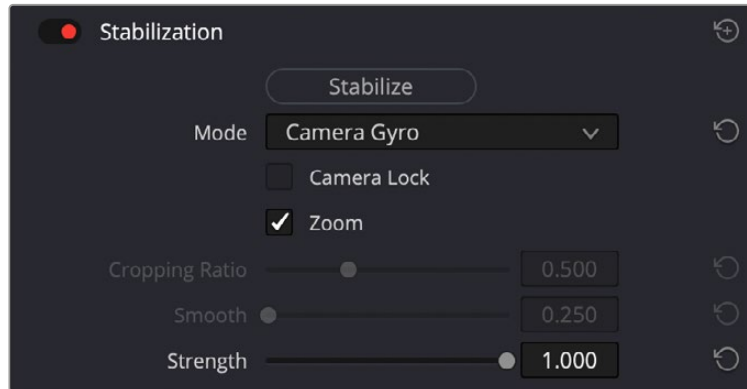 Stabilization
Stabilize
Mode Camera Gyro
Camera Lock
Zoom
Cropping Ratio 0.500
Smooth 0.250
Strength 1.000